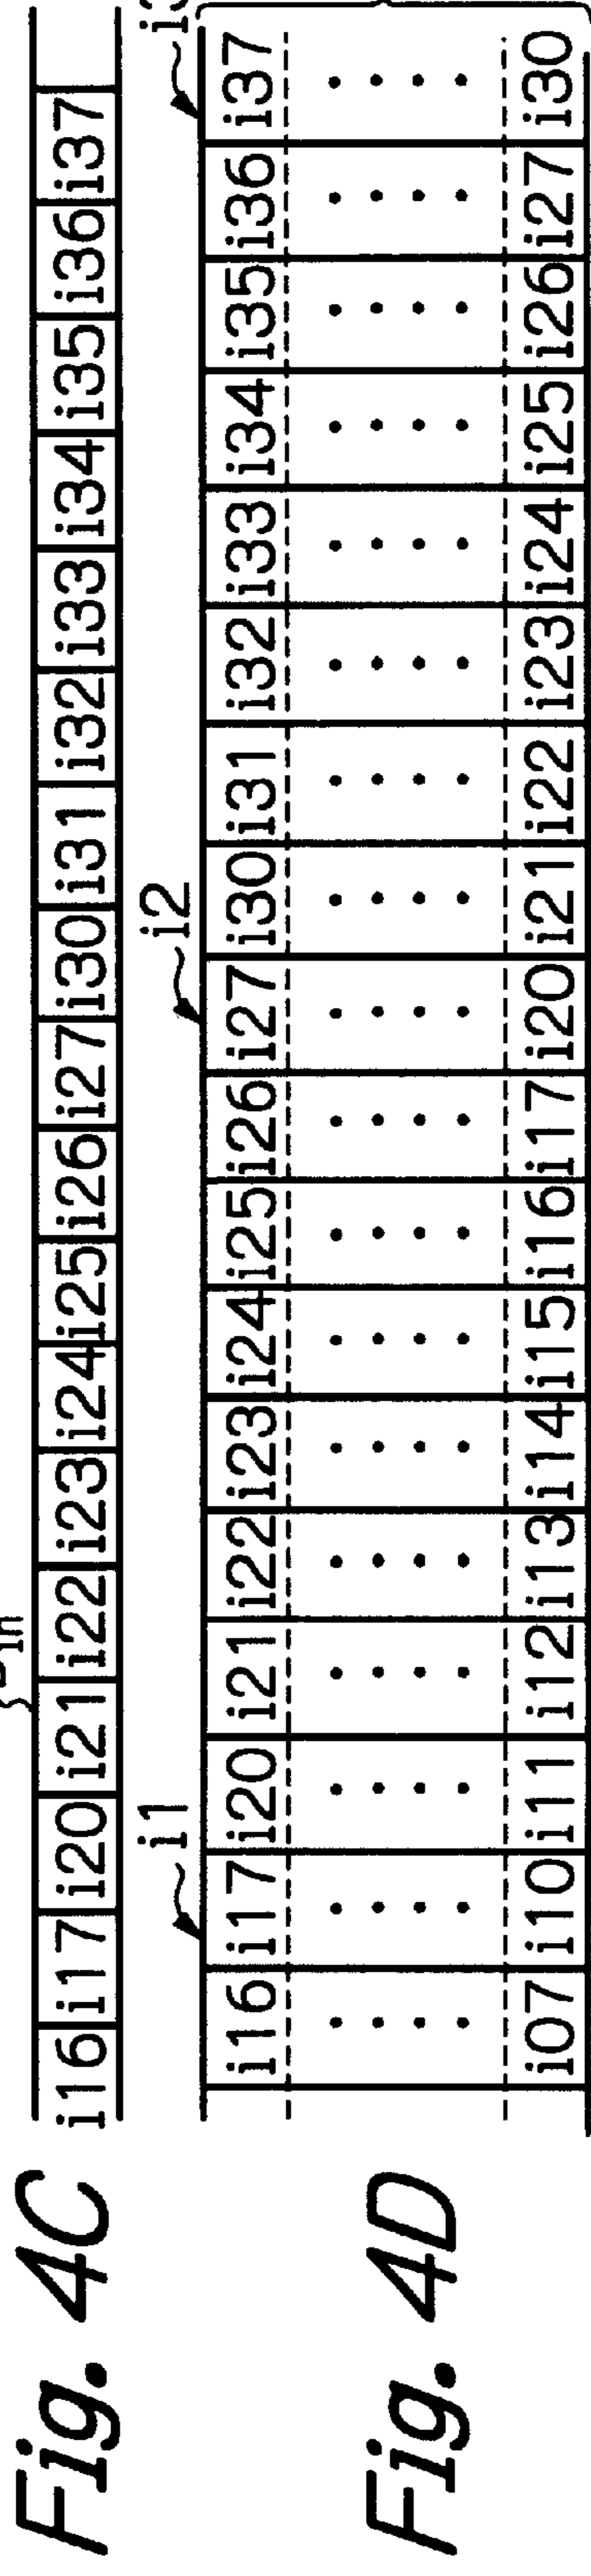 in
Fig. 4C
i16 i17 i20 i21 i22 i23 i24 i25 i26 i27 i30 i31 i32 i33 i34 i35 i36 i37
i1 i2
Fig. 4D
i16 i17 i20 i21 i22 i23 i24 i25 i26 i27 i30 i31 i32 i33 i34 i35 i36 i37
i07 i10 i11 i12 i13 i14 i15 i16 i17 i20 i21 i22 i23 i24 i25 i26 i27 i30